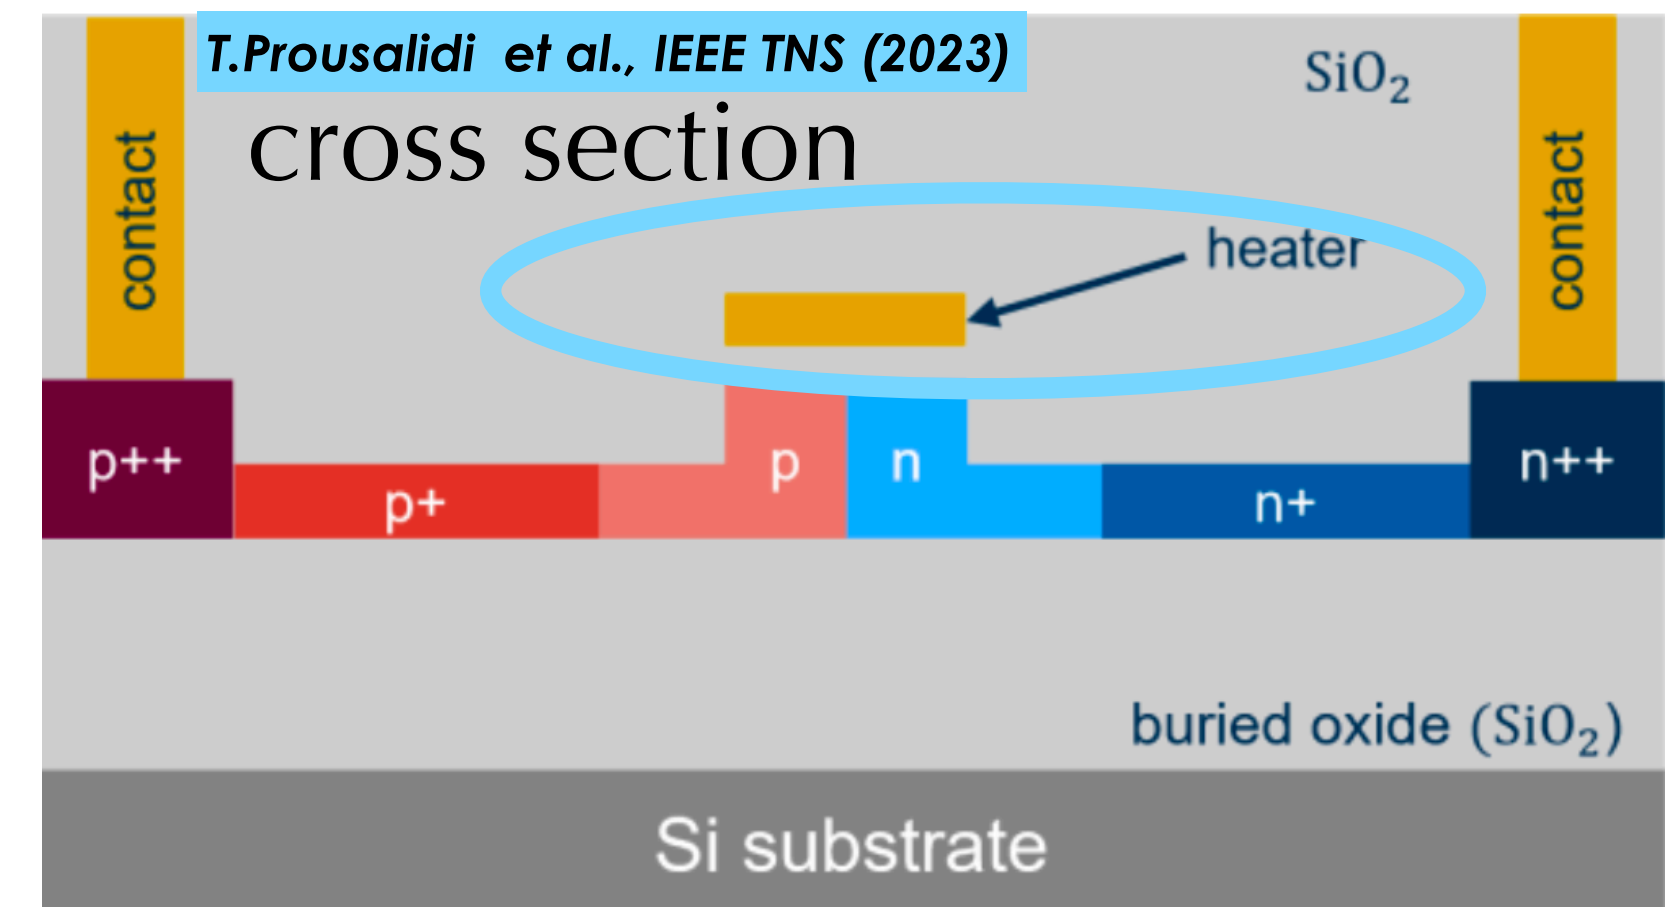 T.Prousalidi et al., IEEE TNS (2023)
SiO₂
cross section
contact
contact
heater
p++
p+
p
n
n+
n++
buried oxide (SiO₂)
Si substrate